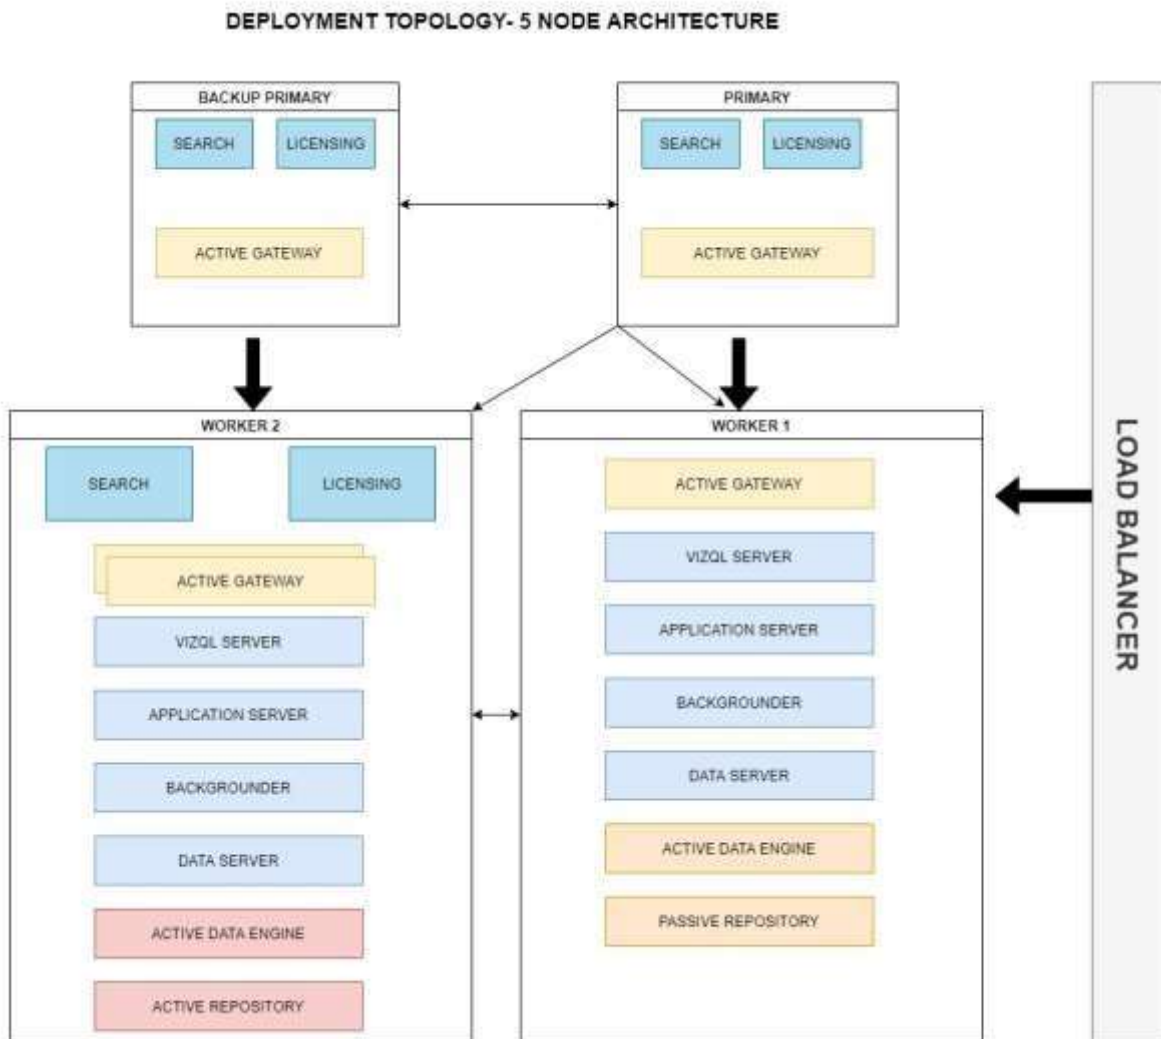 DEPLOYMENT TOPOLOGY- 5 NODE ARCHITECTURE
BACKUP PRIMARY
SEARCH
LICENSING
ACTIVE GATEWAY
PRIMARY
SEARCH
LICENSING
ACTIVE GATEWAY
WORKER 2
SEARCH
LICENSING
ACTIVE GATEWAY
VIZQL SERVER
APPLICATION SERVER
BACKGROUNDER
DATA SERVER
ACTIVE DATA ENGINE
ACTIVE REPOSITORY
WORKER 1
ACTIVE GATEWAY
VIZQL SERVER
APPLICATION SERVER
BACKGROUNDER
DATA SERVER
ACTIVE DATA ENGINE
PASSIVE REPOSITORY
LOAD BALANCER